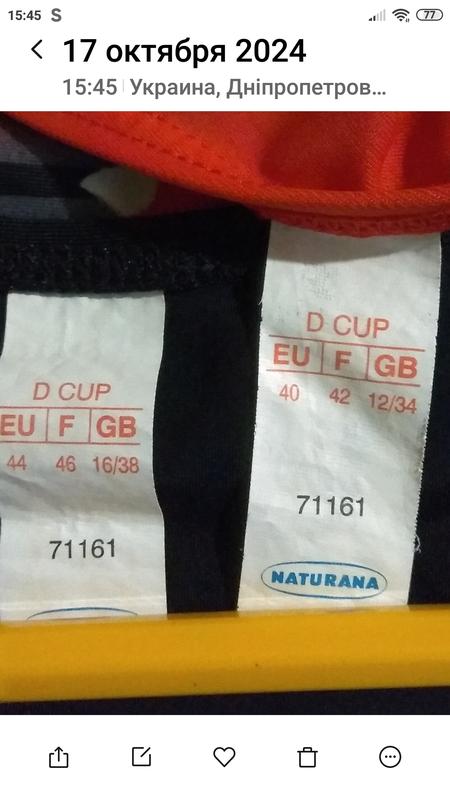 15:45 S 77
17 октября 2024
15:45 Украина, Дніпропетров...
D CUP
EU F GB
44 46 16/38
71161
D CUP
EU F GB
40 42 12/34
71161
NATURANA